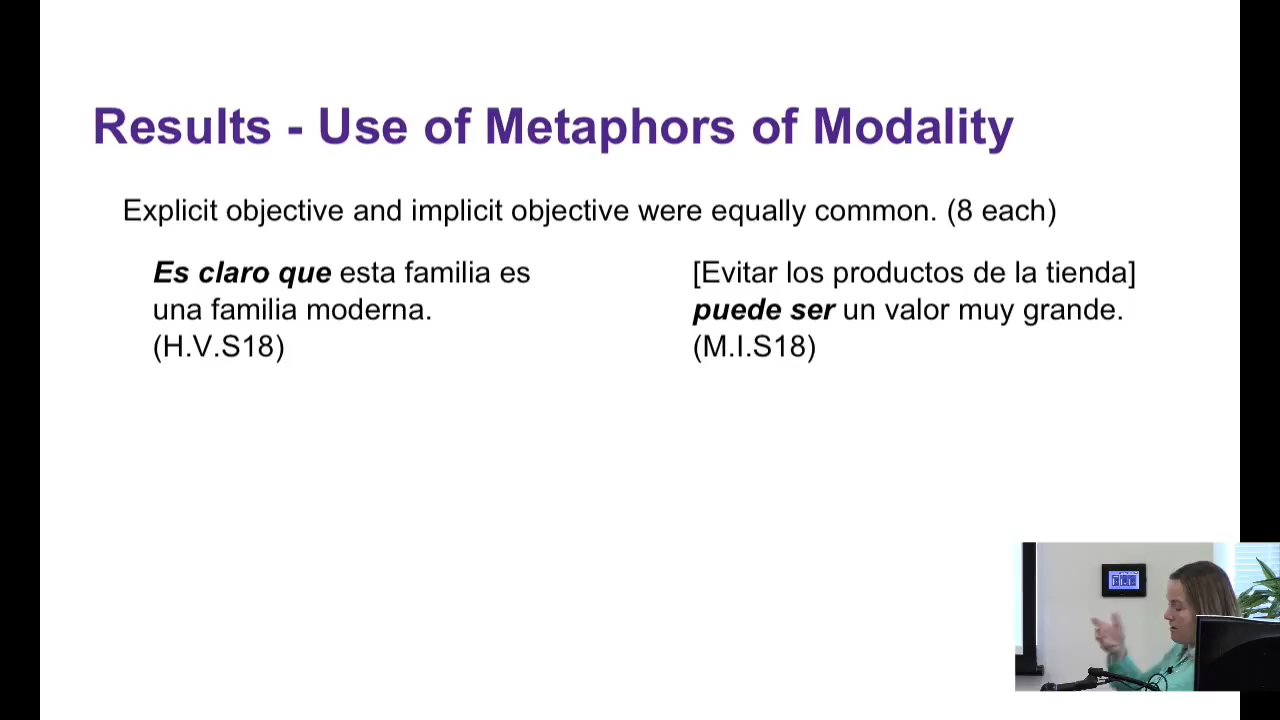 Results - Use of Metaphors of Modality
Explicit objective and implicit objective were equally common. (8 each)
Es claro que esta familia es
una familia moderna.
(H.V.S18)
[Evitar los productos de la tienda]
puede ser un valor muy grande.
(M.I.S18)